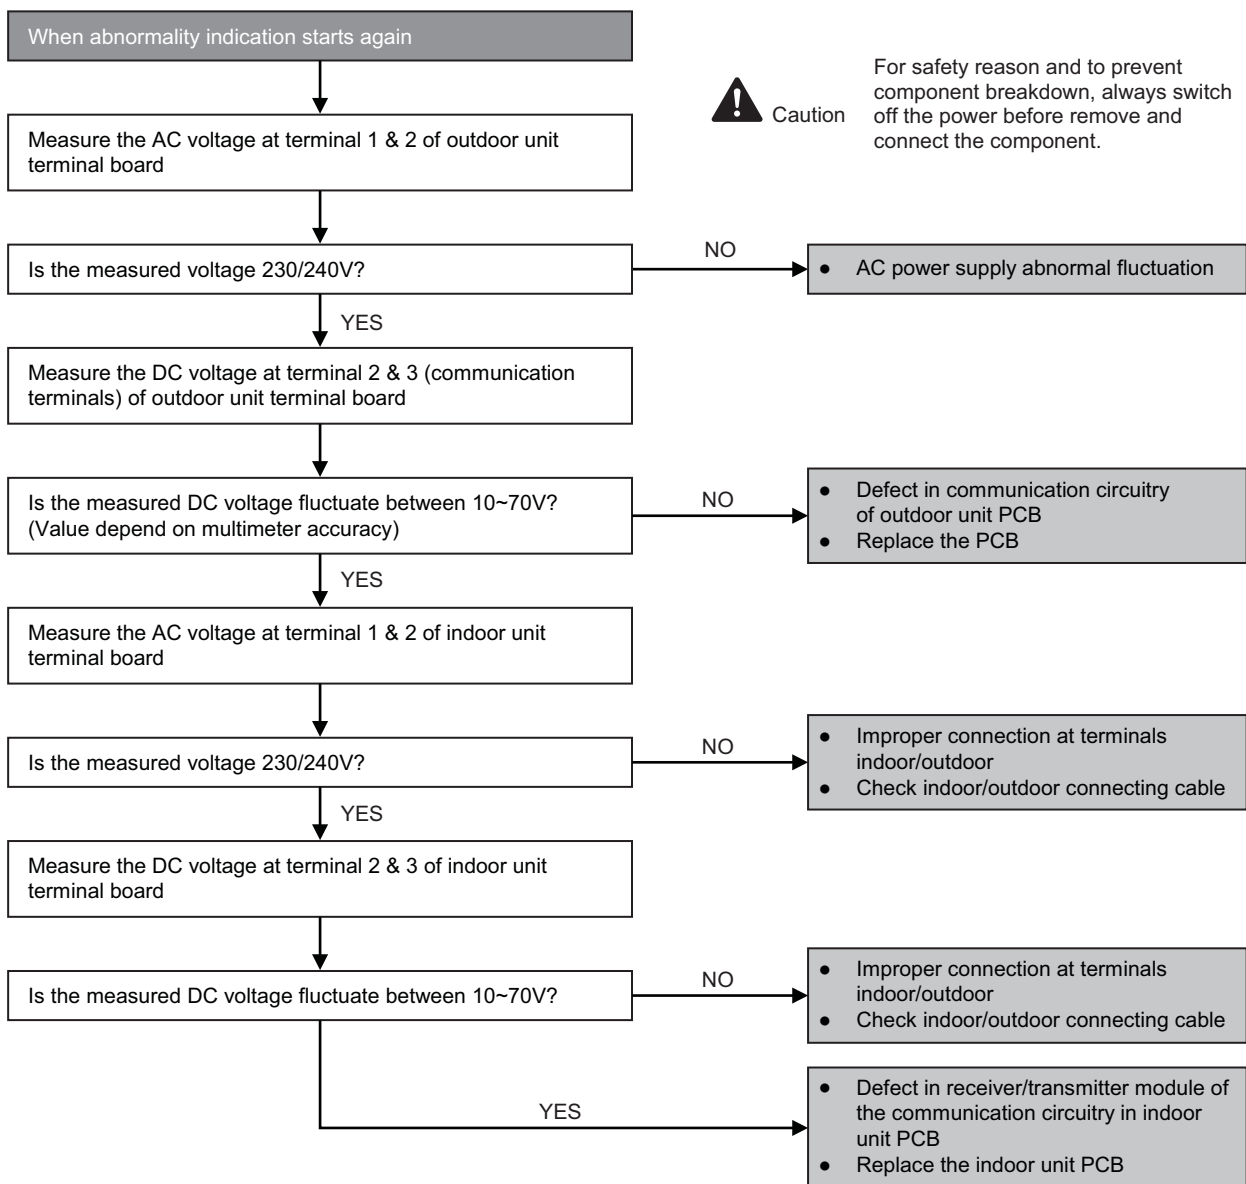 When abnormality indication starts again
For safety reason and to prevent
component breakdown, always switch
off the power before remove and
connect the component.
Caution
Measure the AC voltage at terminal 1 & 2 of outdoor unit
terminal board
Is the measured voltage 230/240V?
NO
● AC power supply abnormal fluctuation
YES
Measure the DC voltage at terminal 2 & 3 (communication
terminals) of outdoor unit terminal board
Is the measured DC voltage fluctuate between 10~70V?
(Value depend on multimeter accuracy)
NO
● Defect in communication circuitry
of outdoor unit PCB
● Replace the PCB
YES
Measure the AC voltage at terminal 1 & 2 of indoor unit
terminal board
Is the measured voltage 230/240V?
NO
● Improper connection at terminals
indoor/outdoor
● Check indoor/outdoor connecting cable
YES
Measure the DC voltage at terminal 2 & 3 of indoor unit
terminal board
Is the measured DC voltage fluctuate between 10~70V?
NO
● Improper connection at terminals
indoor/outdoor
● Check indoor/outdoor connecting cable
YES
● Defect in receiver/transmitter module of
the communication circuitry in indoor
unit PCB
● Replace the indoor unit PCB